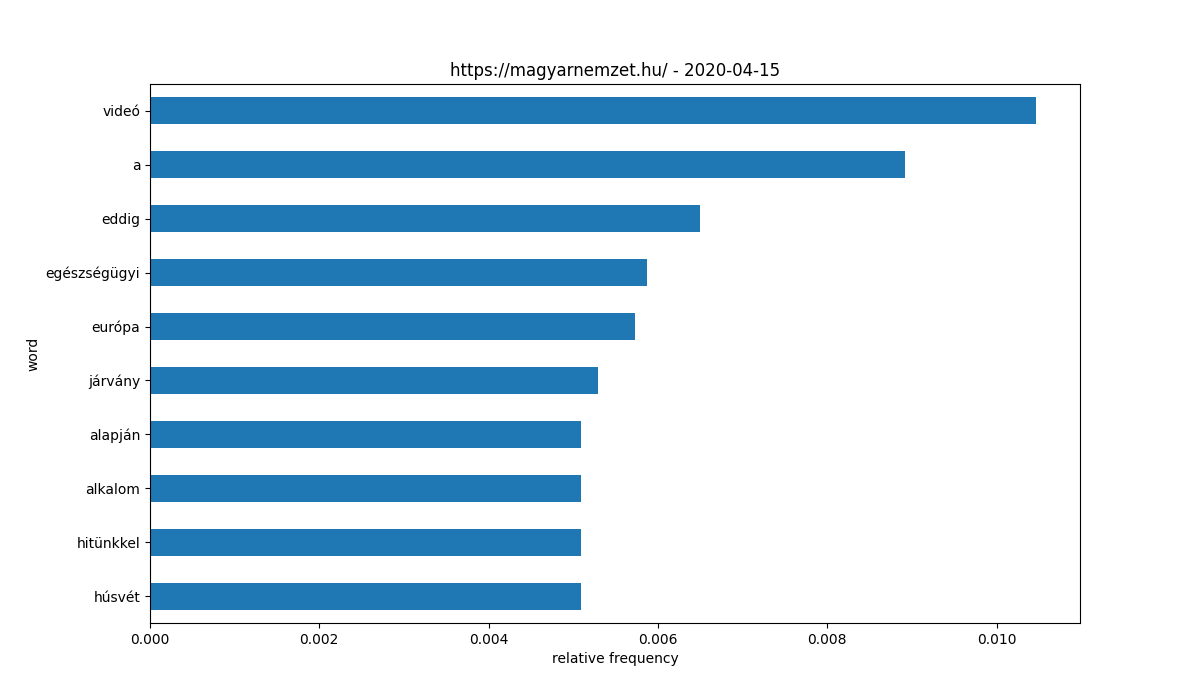 https://magyarnemzet.hu/ - 2020-04-15
videó
a
eddig
egészségügyi
európa
járvány
alapján
alkalom
hitünkkel
húsvét
word
0.000 0.002 0.004 0.006 0.008 0.010
relative frequency